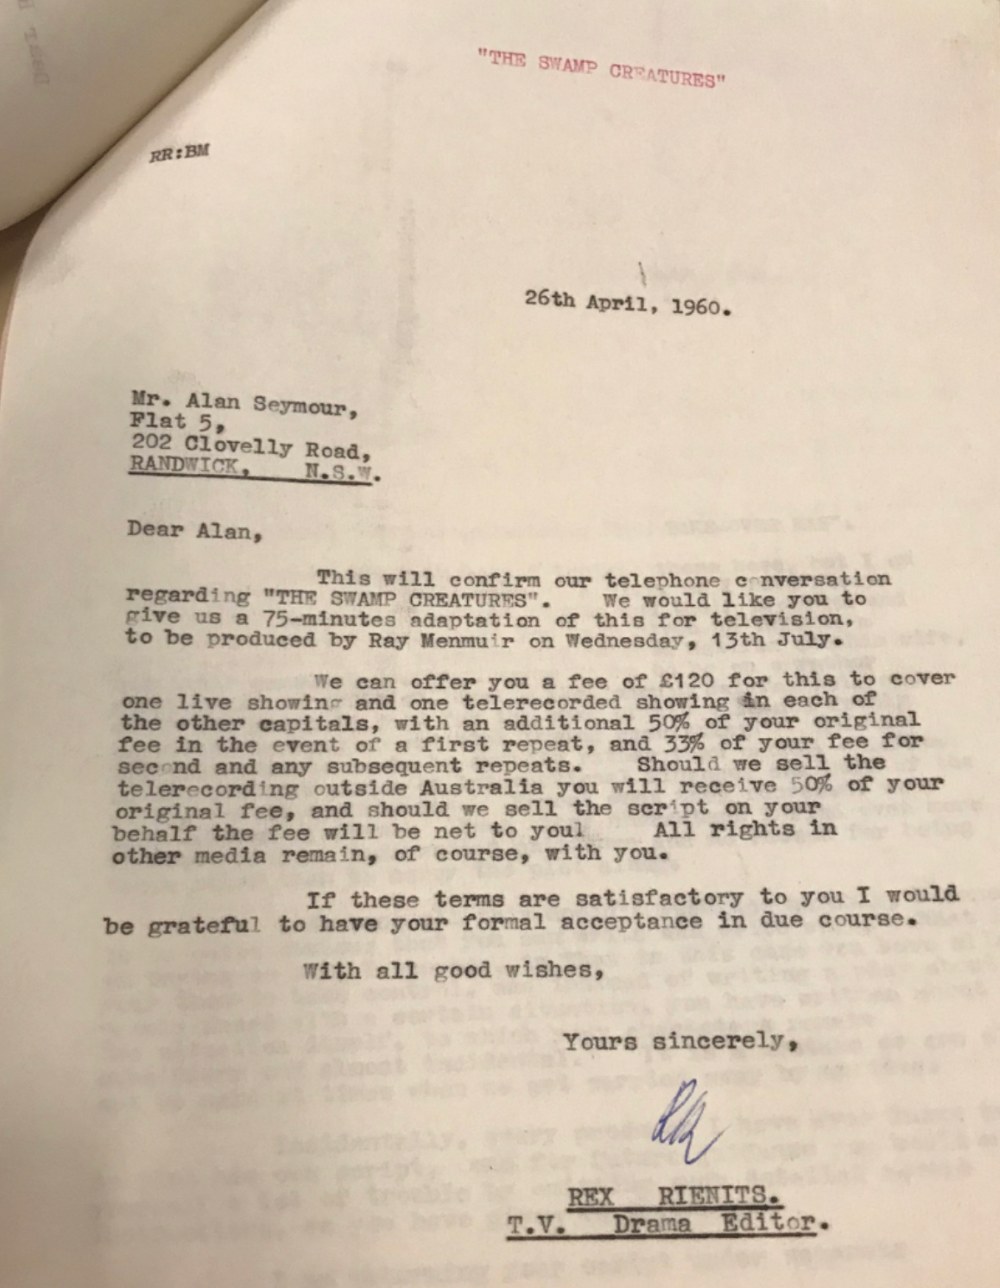 "THE SWAMP CREATURES"
RR:BM
26th April, 1960.
Mr. Alan Seymour,
Flat 5,
202 Clovelly Road,
RANDWICK. N.S.W.
Dear Alan,
This will confirm our telephone c nversation
regarding "THE SWAMP CREATURES". We would like you to
give us a 75-minutes adaptation of this for television,
to be produced by Ray Menmuir on Wednesday, 13th July.
We can offer you a fee of £120 for this to cover
one live showing and one telerecorded showing in each of
the other capitals, with an additional 50% of your original
fee in the event of a first repeat, and 33% of your fee for
second and any subsequent repeats. Should we sell the
telerecording outside Australia you will receive 50% of your
original fee, and should we sell the script on your
behalf the fee will be net to youl All rights in
other media remain, of course, with you.
If these terms are satisfactory to you I would
be grateful to have your formal acceptance in due course.
With all good wishes,
Yours sincerely,
RR
REX RIENITS.
T.V. Drama Editor.